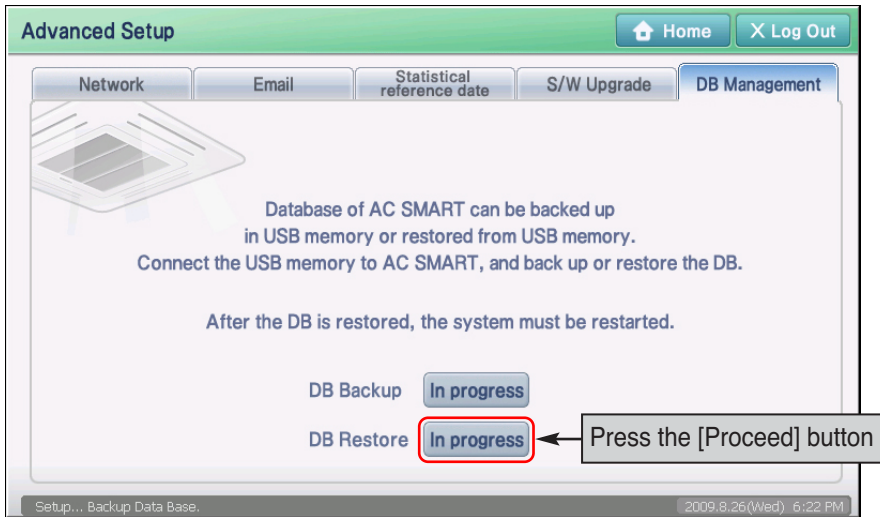 Advanced Setup
Home
X Log Out
Network
Email
Statistical
reference date
S/W Upgrade
DB Management
Database of AC SMART can be backed up
in USB memory or restored from USB memory.
Connect the USB memory to AC SMART, and back up or restore the DB.
After the DB is restored, the system must be restarted.
DB Backup In progress
DB Restore In progress
Press the [Proceed] button
Setup... Backup Data Base.
2009.8.26(Wed) 6:22 PM